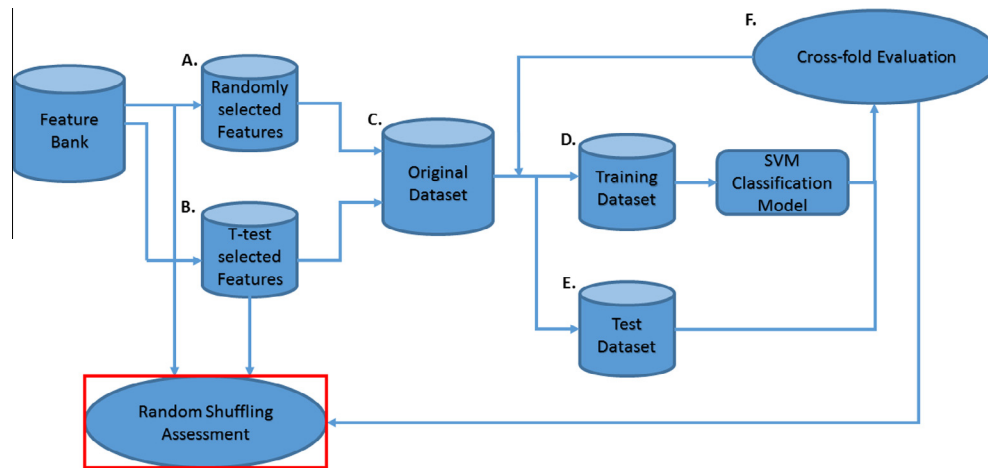 Feature
Bank
A.
Randomly
selected
Features
B.
T-test
selected
Features
C.
Original
Dataset
D.
Training
Dataset
SVM
Classification
Model
E.
Test
Dataset
F.
Cross-fold Evaluation
Random Shuffling
Assessment